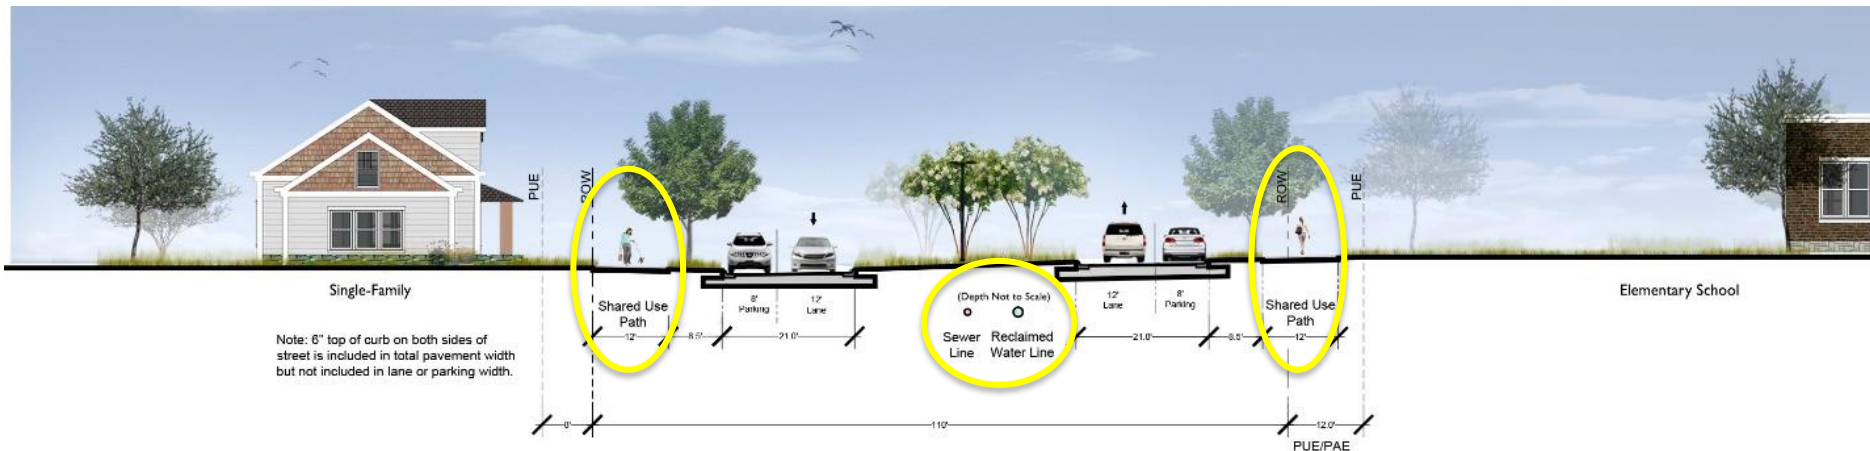 PUE
ROW
ROW
PUE
Single-Family
Note: 6" top of curb on both sides of
street is included in total pavement width
but not included in lane or parking width.
Shared Use
Path
12'
8.5'
8'
Parking
12'
Lane
21.0'
(Depth Not to Scale)
Sewer
Line
Reclaimed
Water Line
12'
Lane
8'
Parking
21.0'
Shared Use
Path
12'
Elementary School
110'
12.0'
PUE/PAE